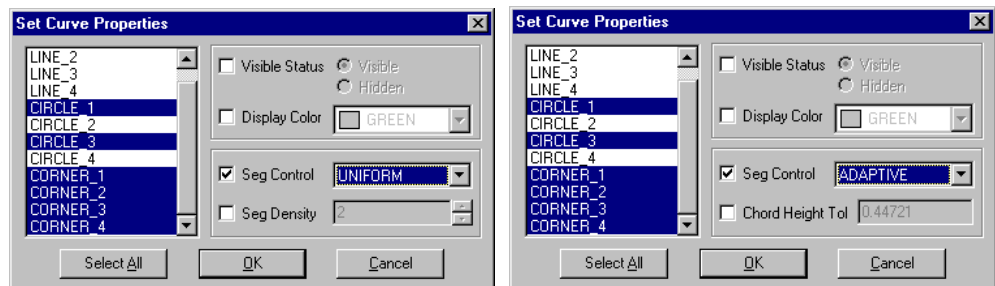 Set Curve Properties
LINE_2
LINE_3
LINE_4
CIRCLE_1
CIRCLE_2
CIRCLE_3
CIRCLE_4
CORNER_1
CORNER_2
CORNER_3
CORNER_4
Visible Status Visible
Hidden
Display Color GREEN
Seg Control UNIFORM
Seg Density 2
Select All OK Cancel
Set Curve Properties
LINE_2
LINE_3
LINE_4
CIRCLE_1
CIRCLE_2
CIRCLE_3
CIRCLE_4
CORNER_1
CORNER_2
CORNER_3
CORNER_4
Visible Status Visible
Hidden
Display Color GREEN
Seg Control ADAPTIVE
Chord Height Tol 0.44721
Select All OK Cancel